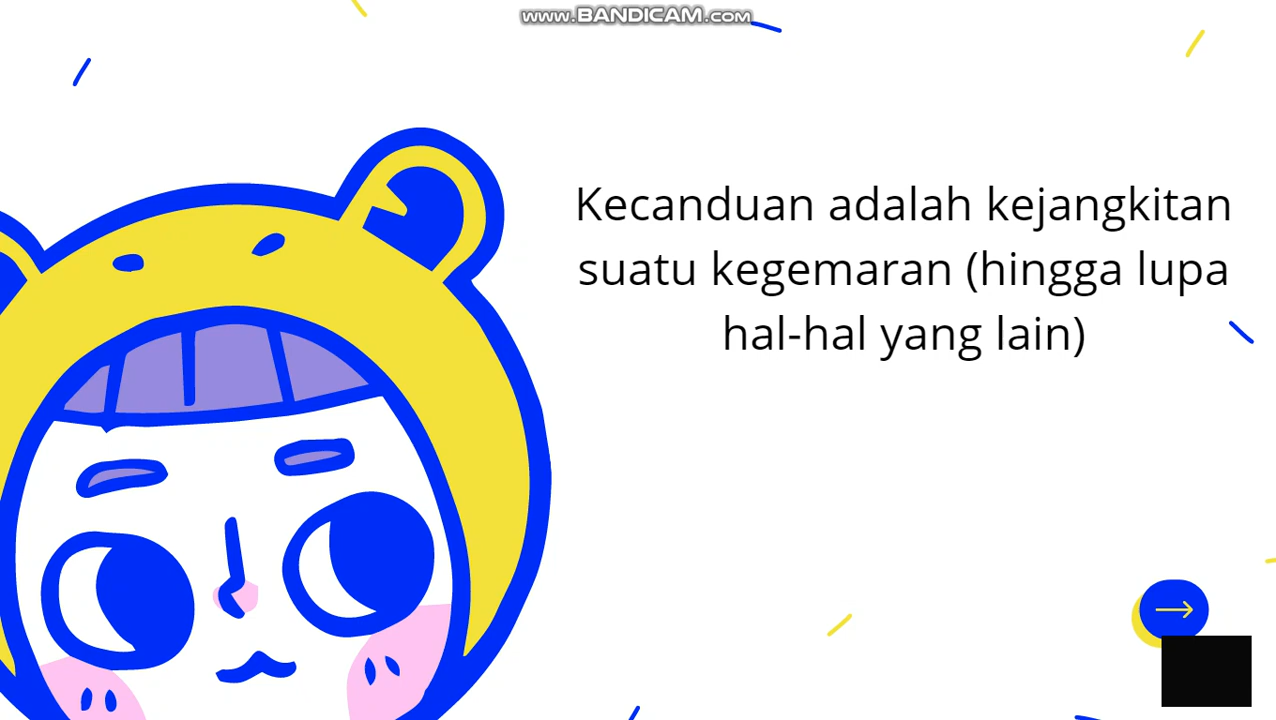 www.BANDICAM.com
Kecanduan adalah kejangkitan
suatu kegemaran (hingga lupa
hal-hal yang lain)